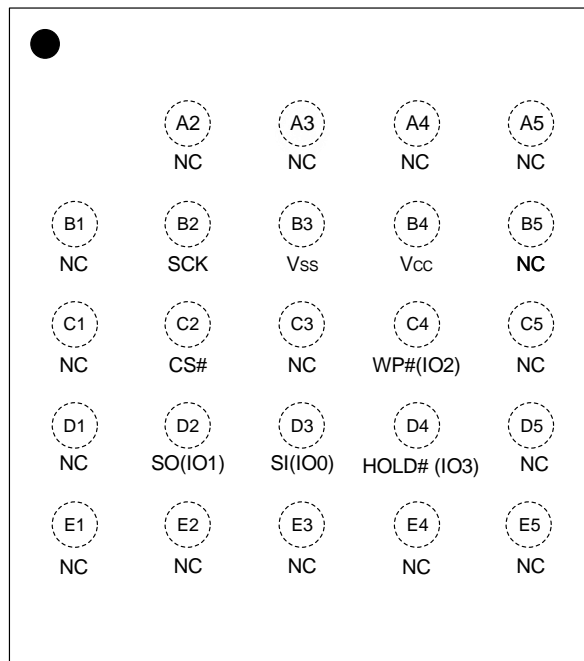 A2 A3 A4 A5
NC NC NC NC
B1 B2 B3 B4 B5
NC SCK Vss Vcc NC
C1 C2 C3 C4 C5
NC CS# NC WP#(IO2) NC
D1 D2 D3 D4 D5
NC SO(IO1) SI(IO0) HOLD# (IO3) NC
E1 E2 E3 E4 E5
NC NC NC NC NC